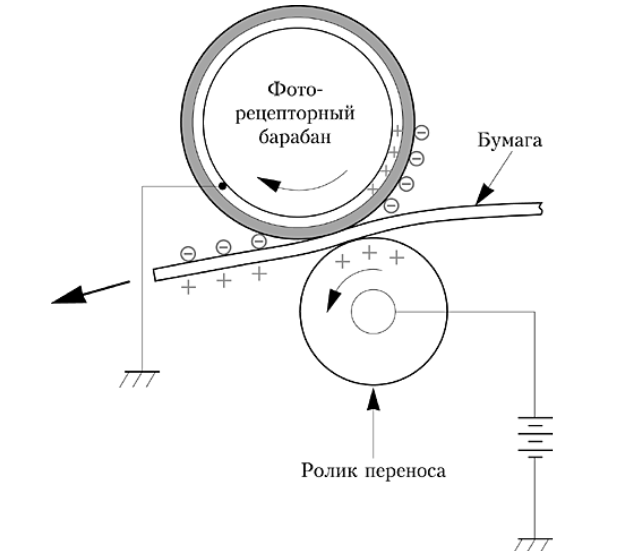 Фото-
рецепторный
барабан
Бумага
Ролик переноса